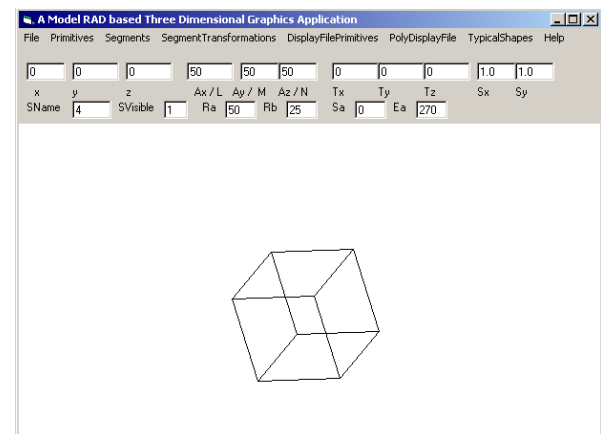 A Model RAD based Three Dimensional Graphics Application
File Primitives Segments SegmentTransformations DisplayFilePrimitives PolyDisplayFile TypicalShapes Help
0 0 0 50 50 50 0 0 0 1.0 1.0
x y z Ax / L Ay / M Az / N Tx Ty Tz Sx Sy
SName 4 SVisible 1 Ra 50 Rb 25 Sa 0 Ea 270